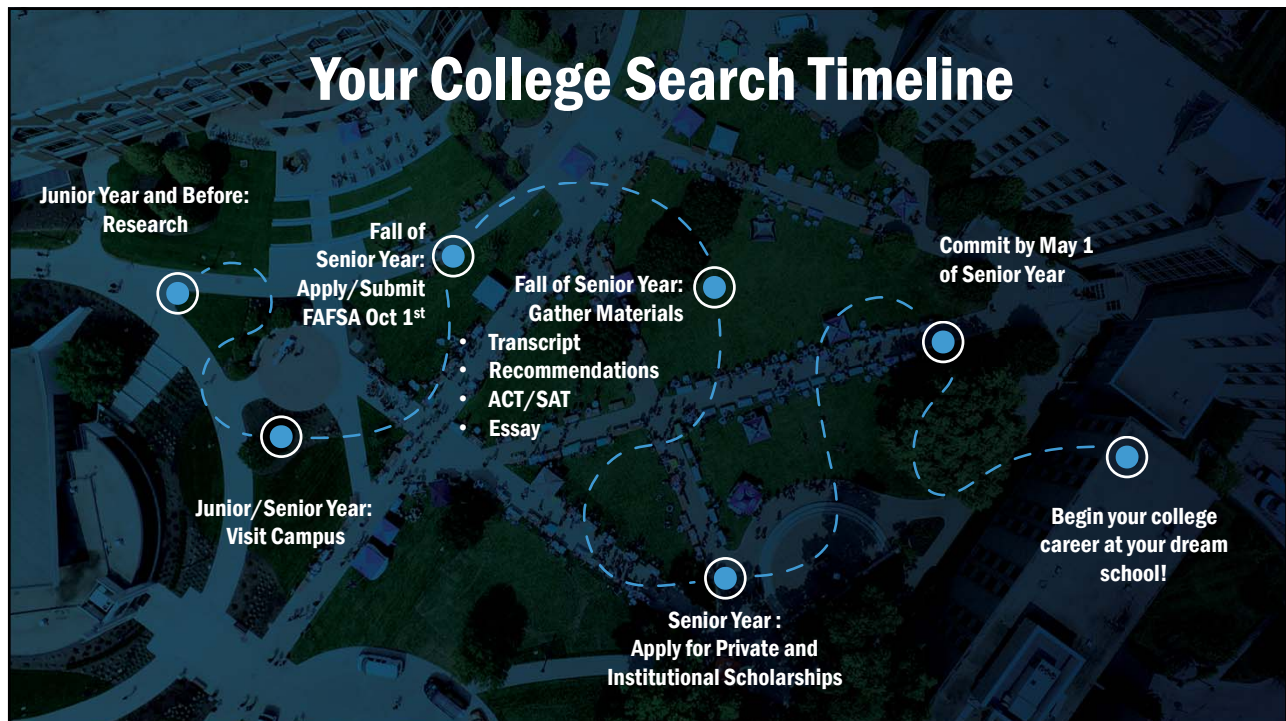 Your College Search Timeline
Junior Year and Before:
Research
Junior/Senior Year:
Visit Campus
Fall of
Senior Year:
Apply/Submit
FAFSA Oct 1st
Fall of Senior Year:
Gather Materials
• Transcript
• Recommendations
• ACT/SAT
• Essay
Senior Year :
Apply for Private and
Institutional Scholarships
Commit by May 1
of Senior Year
Begin your college
career at your dream
school!